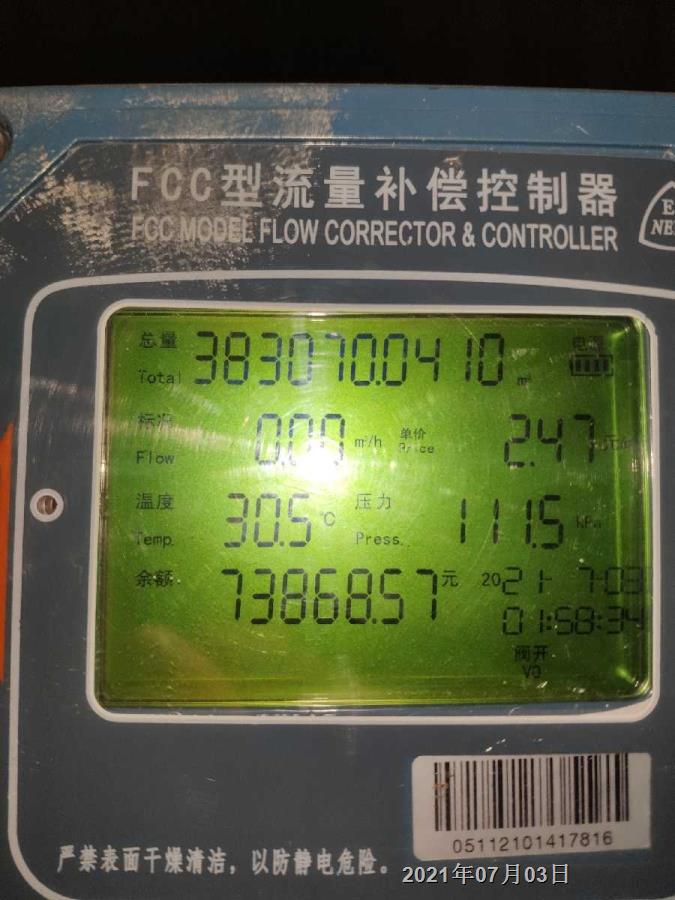 FCC型流量补偿控制器
FCC MODEL FLOW CORRECTOR & CONTROLLER
总量 383070.0410 m³
Total
标况 0.00 m³/h 单价 2.47
Flow Price
温度 30.5 ℃ 压力 111.5 kPa
Temp. Press.
余额 73868.57 元 2021-7-03
01:58:34
阀开
VO
05112101417816
严禁表面干燥清洁，以防静电危险。
2021年07月03日